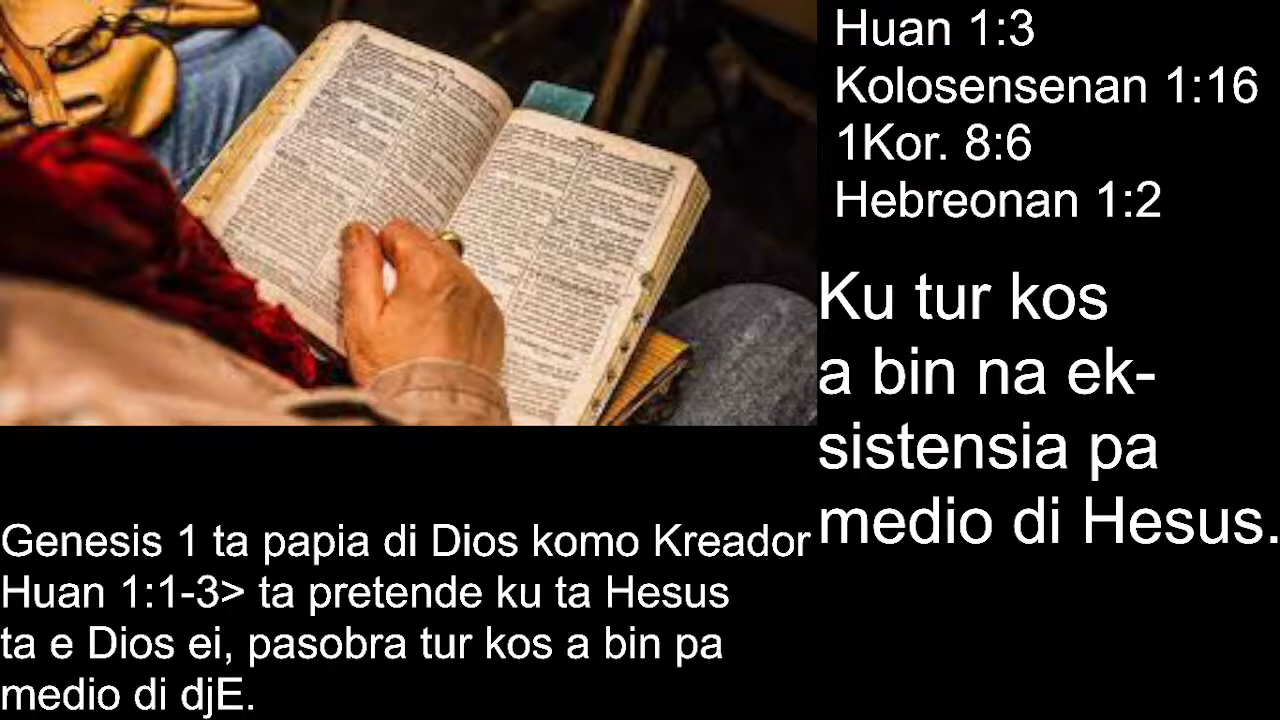 Huan 1:3
Kolosensenan 1:16
1Kor. 8:6
Hebreonan 1:2
Ku tur kos
a bin na ek-
sistensia pa
medio di Hesus.
Genesis 1 ta papia di Dios komo Kreador
Huan 1:1-3> ta pretende ku ta Hesus
ta e Dios ei, pasobra tur kos a bin pa
medio di djE.